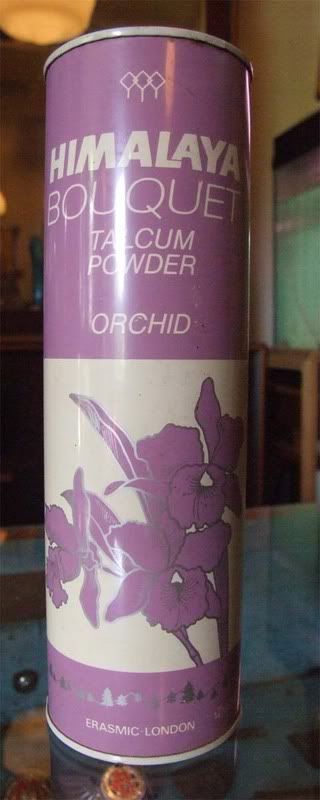 HIMALAYA
BOUQUET
TALCUM
POWDER
ORCHID
ERASMIC·LONDON